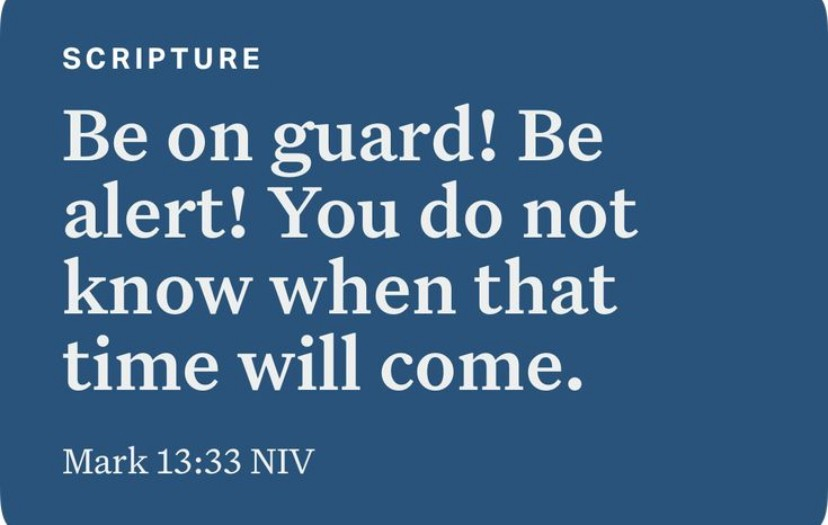 SCRIPTURE
Be on guard! Be
alert! You do not
know when that
time will come.
Mark 13:33 NIV